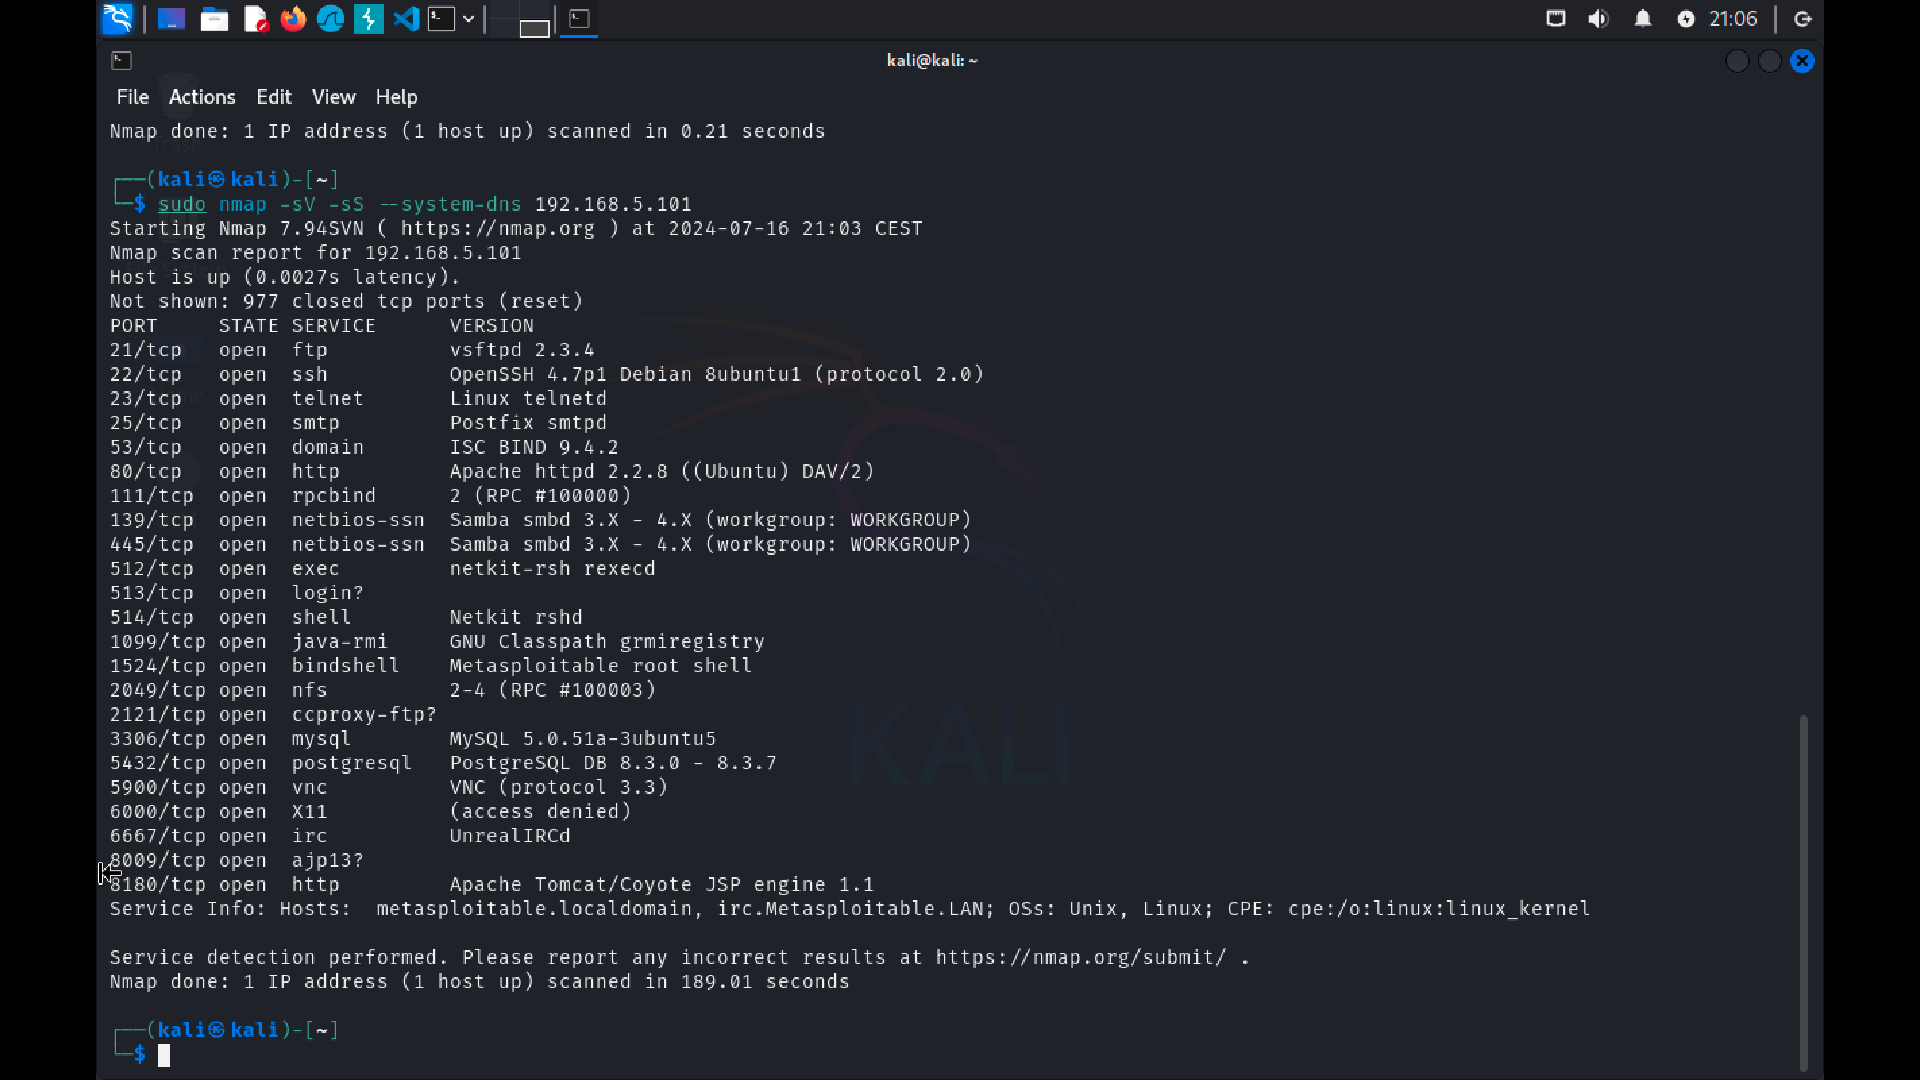 21:06
kali@kali: ~
File Actions Edit View Help
Nmap done: 1 IP address (1 host up) scanned in 0.21 seconds
┌──(kali㉿kali)-[~]
└─$ sudo nmap -sV -sS --system-dns 192.168.5.101
Starting Nmap 7.94SVN ( https://nmap.org ) at 2024-07-16 21:03 CEST
Nmap scan report for 192.168.5.101
Host is up (0.0027s latency).
Not shown: 977 closed tcp ports (reset)
PORT     STATE SERVICE     VERSION
21/tcp   open  ftp         vsftpd 2.3.4
22/tcp   open  ssh         OpenSSH 4.7p1 Debian 8ubuntu1 (protocol 2.0)
23/tcp   open  telnet      Linux telnetd
25/tcp   open  smtp        Postfix smtpd
53/tcp   open  domain      ISC BIND 9.4.2
80/tcp   open  http        Apache httpd 2.2.8 ((Ubuntu) DAV/2)
111/tcp  open  rpcbind     2 (RPC #100000)
139/tcp  open  netbios-ssn Samba smbd 3.X - 4.X (workgroup: WORKGROUP)
445/tcp  open  netbios-ssn Samba smbd 3.X - 4.X (workgroup: WORKGROUP)
512/tcp  open  exec        netkit-rsh rexecd
513/tcp  open  login?
514/tcp  open  shell       Netkit rshd
1099/tcp open  java-rmi    GNU Classpath grmiregistry
1524/tcp open  bindshell   Metasploitable root shell
2049/tcp open  nfs         2-4 (RPC #100003)
2121/tcp open  ccproxy-ftp?
3306/tcp open  mysql       MySQL 5.0.51a-3ubuntu5
5432/tcp open  postgresql  PostgreSQL DB 8.3.0 - 8.3.7
5900/tcp open  vnc         VNC (protocol 3.3)
6000/tcp open  X11         (access denied)
6667/tcp open  irc         UnrealIRCd
8009/tcp open  ajp13?
8180/tcp open  http        Apache Tomcat/Coyote JSP engine 1.1
Service Info: Hosts:  metasploitable.localdomain, irc.Metasploitable.LAN; OSs: Unix, Linux; CPE: cpe:/o:linux:linux_kernel
Service detection performed. Please report any incorrect results at https://nmap.org/submit/ .
Nmap done: 1 IP address (1 host up) scanned in 189.01 seconds
┌──(kali㉿kali)-[~]
└─$
KALI